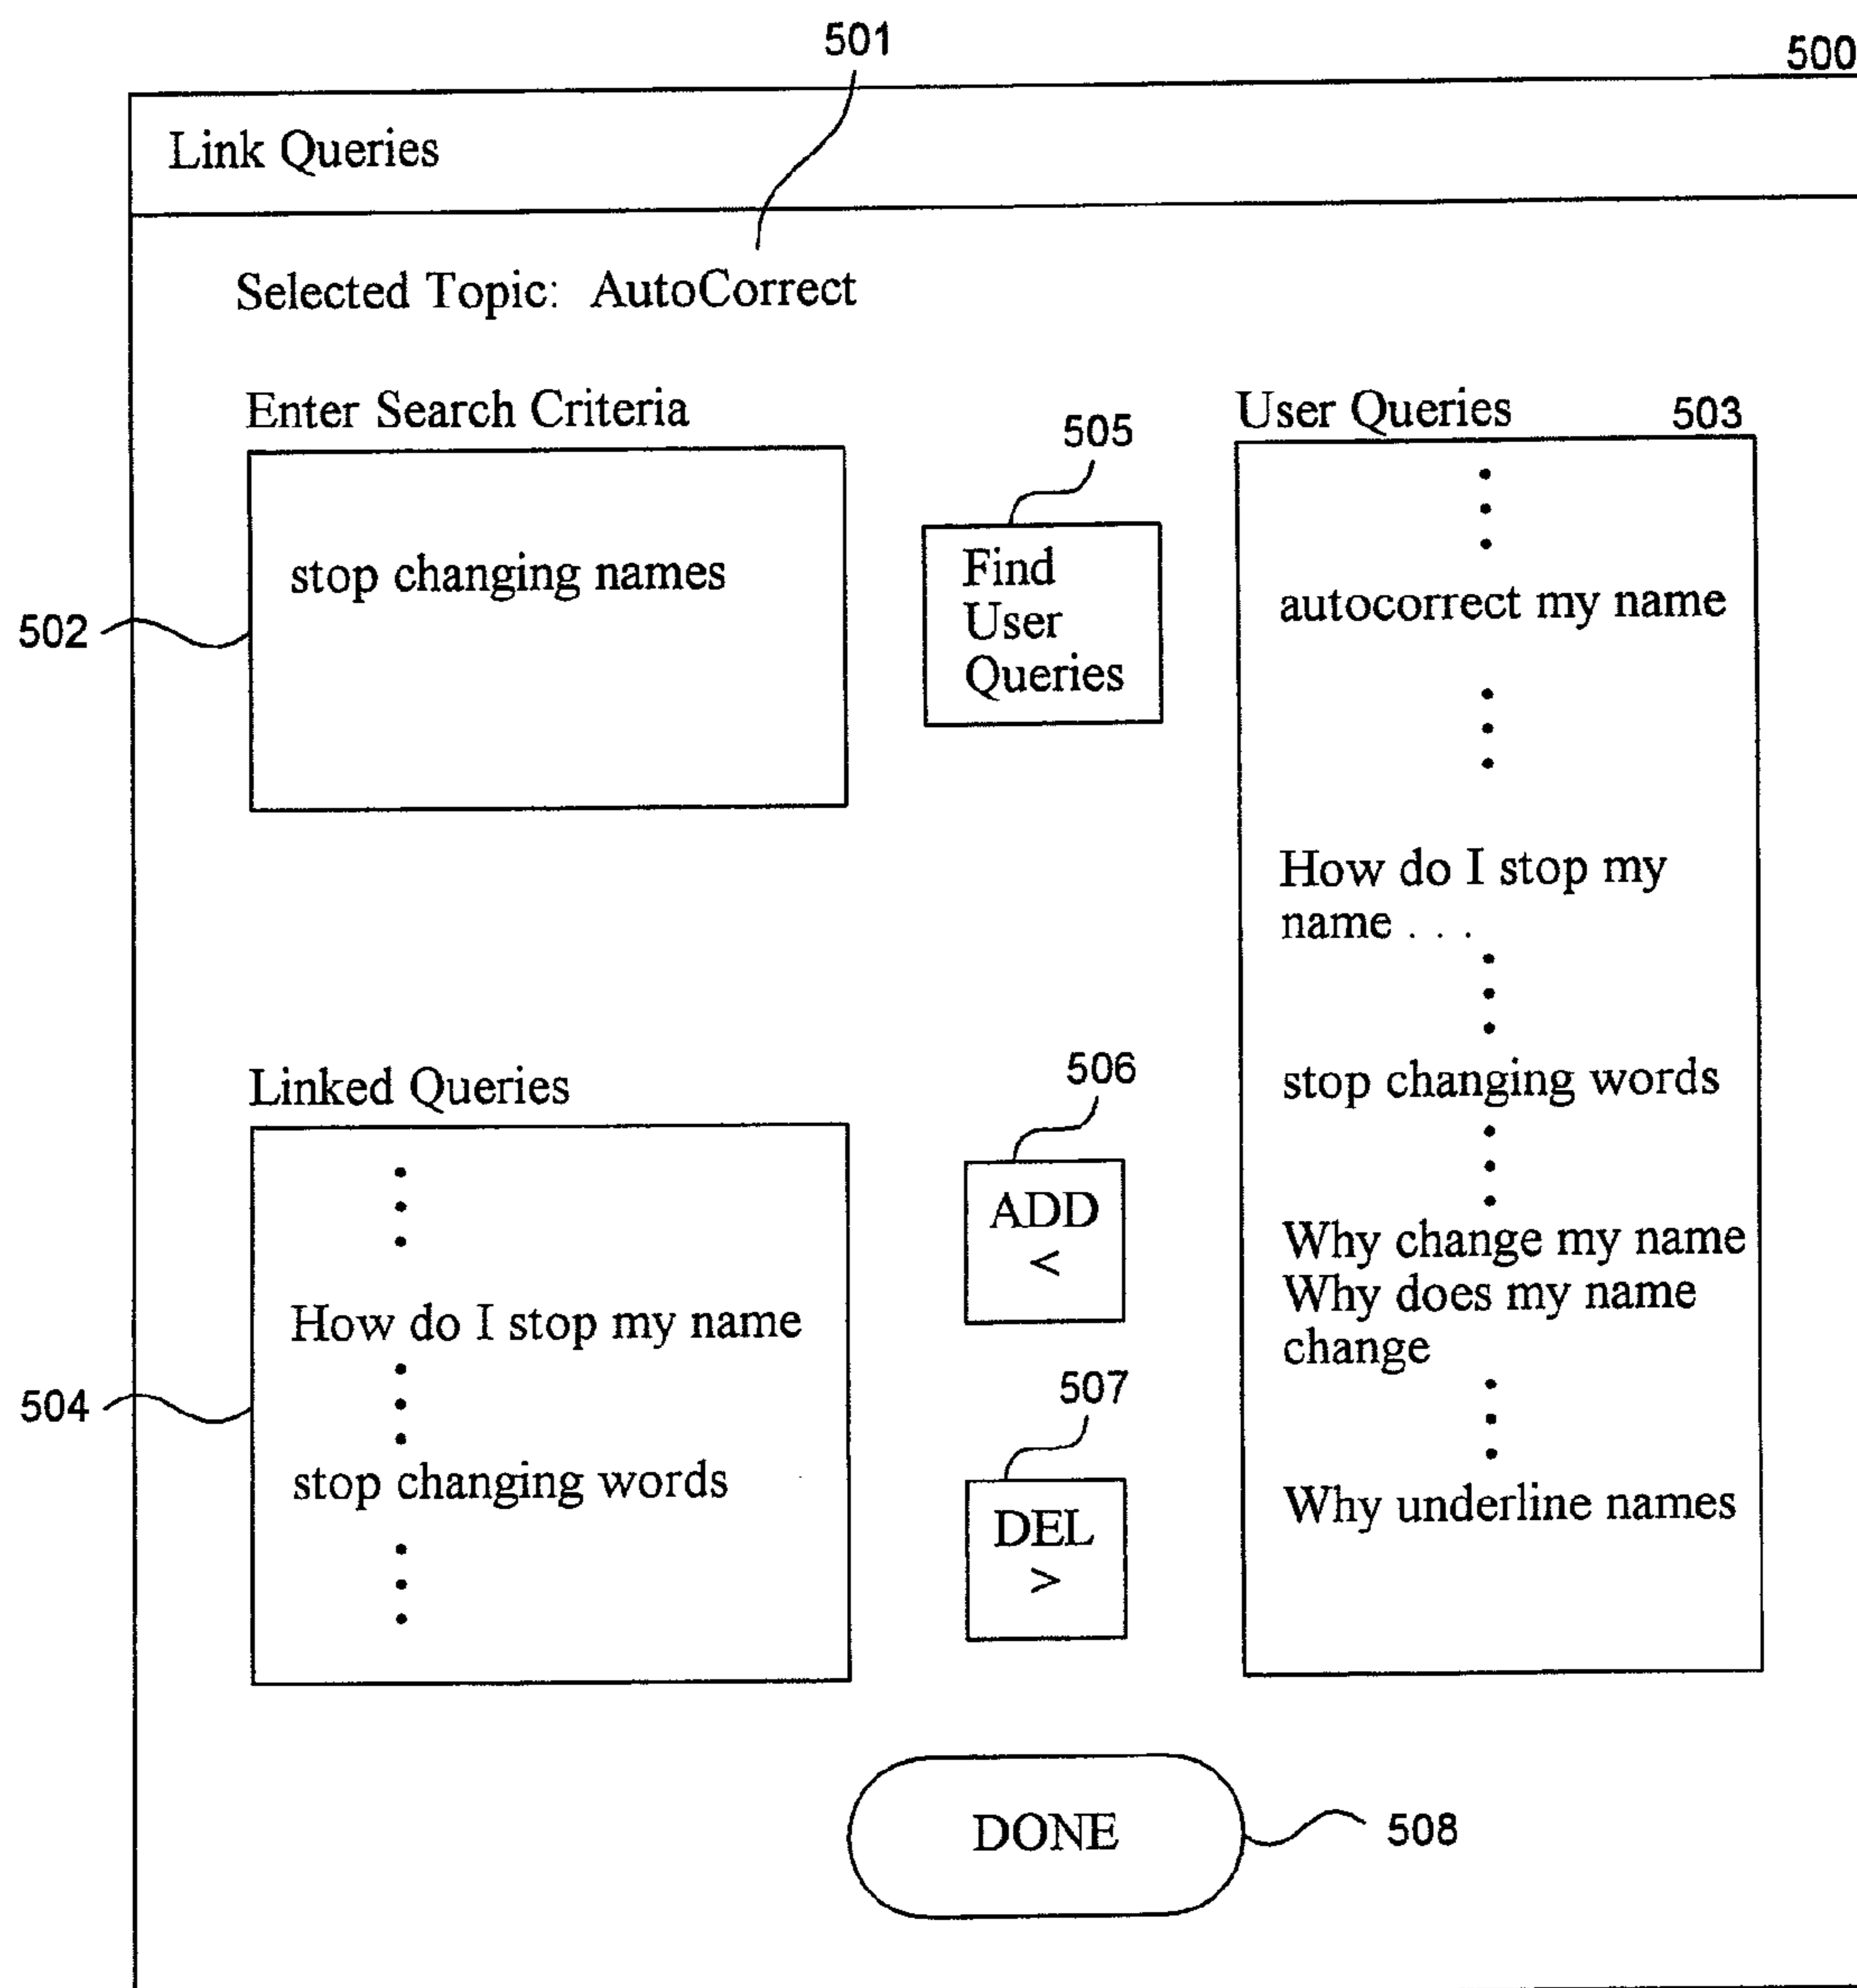 501
500
Link Queries
Selected Topic: AutoCorrect
Enter Search Criteria
502
stop changing names
505
Find
User
Queries
User Queries
503
autocorrect my name
How do I stop my
name . . .
stop changing words
Why change my name
Why does my name
change
Why underline names
Linked Queries
504
How do I stop my name
stop changing words
506
ADD
<
507
DEL
>
DONE
508